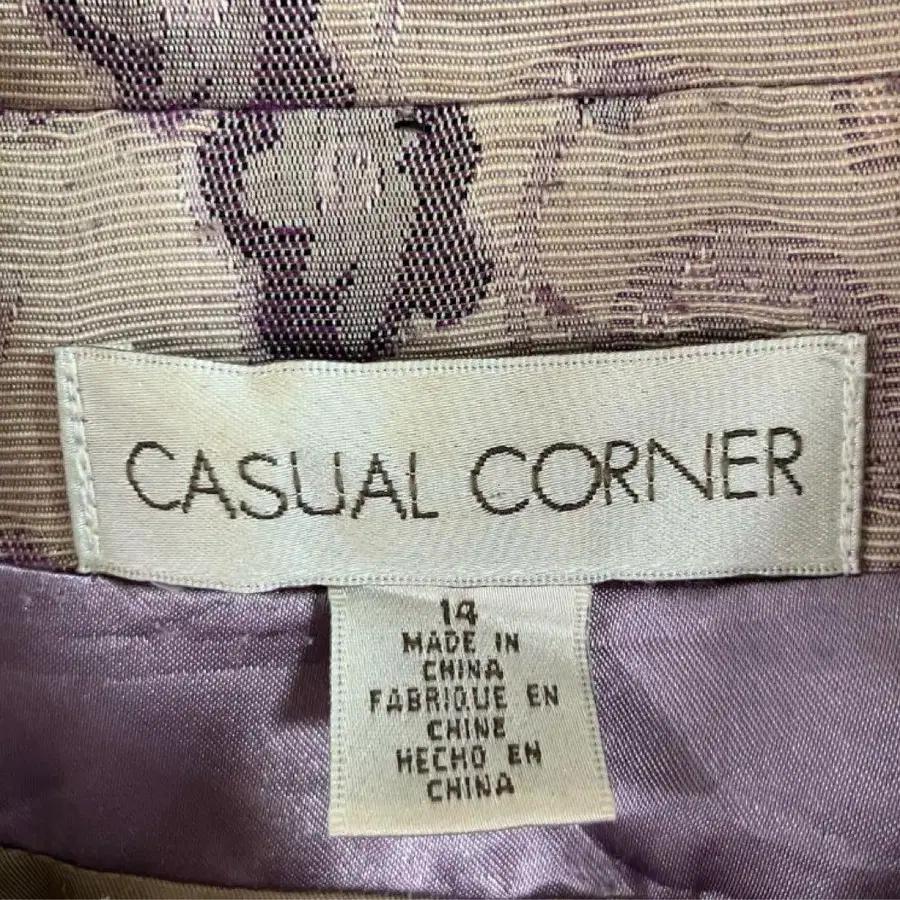 CASUAL CORNER
14
MADE IN
CHINA
FABRIQUE EN
CHINE
HECHO EN
CHINA